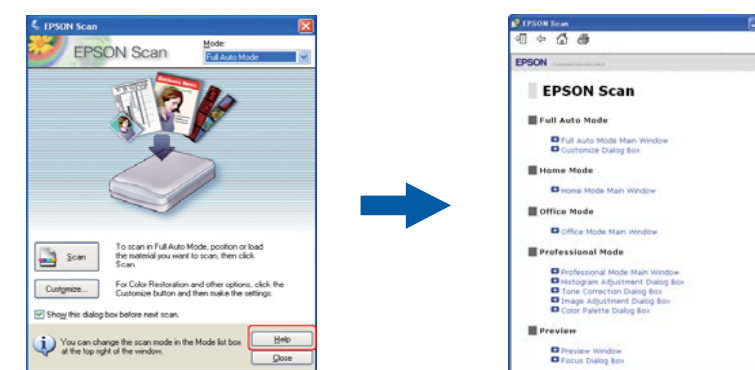 EPSON Scan
EPSON Scan
Mode:
Full Auto Mode
Scan
To scan in Full Auto Mode, position or load
the material you want to scan, then click
Scan.
Customize...
For Color Restoration and other options, click the
Customize button and then make the settings.
Show this dialog box before next scan.
You can change the scan mode in the Mode list box
at the top right of the window.
Help
Close
EPSON Scan
EPSON
EPSON Scan
Full Auto Mode
Full Auto Mode Main Window
Customize Dialog Box
Home Mode
Home Mode Main Window
Office Mode
Office Mode Main Window
Professional Mode
Professional Mode Main Window
Histogram Adjustment Dialog Box
Tone Correction Dialog Box
Image Adjustment Dialog Box
Color Palette Dialog Box
Preview
Preview Window
Focus Dialog Box